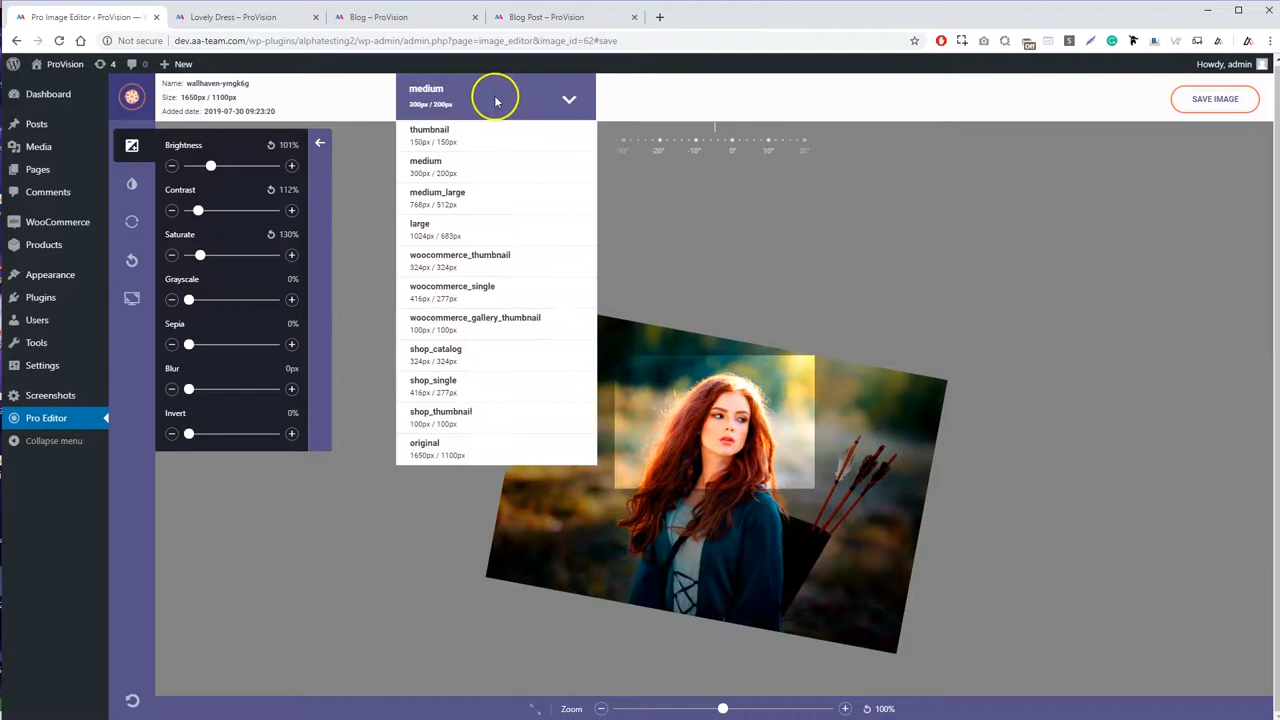 Pro Image Editor ‹ ProVision — W
Lovely Dress – ProVision
Blog – ProVision
Blog Post – ProVision
Not secure
dev.aa-team.com/wp-plugins/alphatesting2/wp-admin/admin.php?page=image_editor&image_id=62#save
Off
ProVision
4
0
New
Howdy, admin
Dashboard
Posts
Media
Pages
Comments
WooCommerce
Products
Appearance
Plugins
Users
Tools
Settings
Screenshots
Pro Editor
Collapse menu
Name: wallhaven-ymgk6g
Size: 1650px / 1100px
Added date: 2019-07-30 09:23:20
Brightness 101%
Contrast 112%
Saturate 130%
Grayscale 0%
Sepia 0%
Blur 0px
Invert 0%
medium
300px / 200px
thumbnail
150px / 150px
medium
300px / 200px
medium_large
768px / 512px
large
1024px / 683px
woocommerce_thumbnail
324px / 324px
woocommerce_single
416px / 277px
woocommerce_gallery_thumbnail
100px / 100px
shop_catalog
324px / 324px
shop_single
416px / 277px
shop_thumbnail
100px / 100px
original
1650px / 1100px
SAVE IMAGE
-20° -10° 0° 10° 20°
Zoom 100%